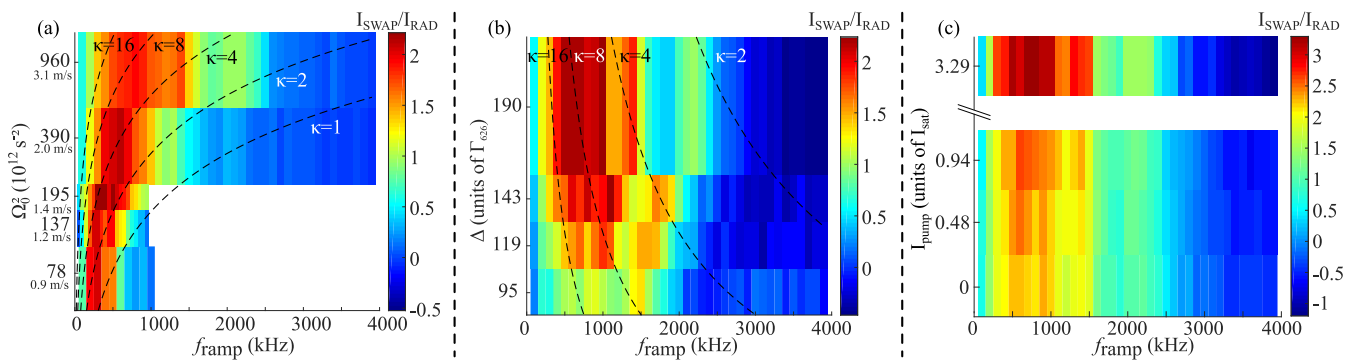 (a)
I_SWAP/I_RAD
κ=16
κ=8
κ=4
κ=2
κ=1
Ω₀² (10¹² s⁻²)
960
3.1 m/s
390
2.0 m/s
195
1.4 m/s
137
1.2 m/s
78
0.9 m/s
0 1000 2000 3000 4000
f_ramp (kHz)
2
1.5
1
0.5
0
−0.5
(b)
I_SWAP/I_RAD
κ=16
κ=8
κ=4
κ=2
Δ (units of Γ₆₂₆)
190
143
119
95
0 1000 2000 3000 4000
f_ramp (kHz)
2
1.5
1
0.5
0
(c)
I_SWAP/I_RAD
I_pump (units of I_sat)
3.29
0.94
0.48
0
0 1000 2000 3000 4000
f_ramp (kHz)
3
2.5
2
1.5
1
0.5
0
−0.5
−1